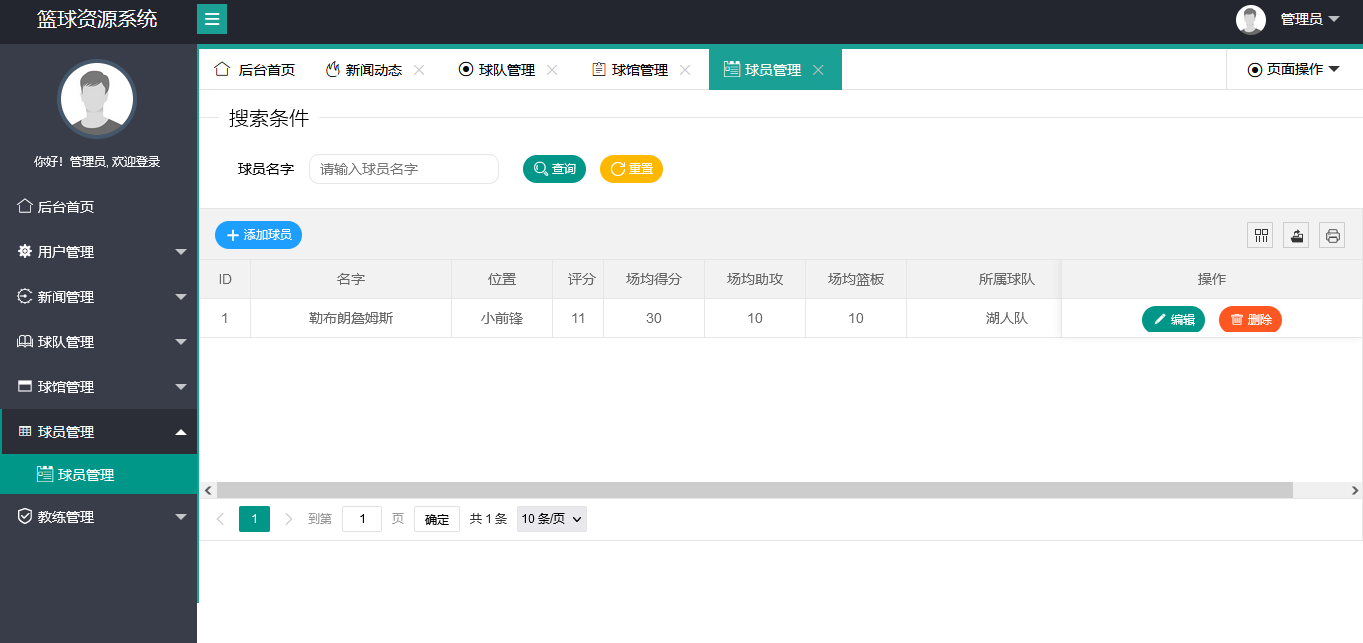 篮球资源系统
管理员
你好！管理员, 欢迎登录
后台首页
用户管理
新闻管理
球队管理
球馆管理
球员管理
球员管理
教练管理
后台首页 新闻动态 球队管理 球馆管理 球员管理 页面操作
搜索条件
球员名字 请输入球员名字 查询 重置
添加球员
ID 名字 位置 评分 场均得分 场均助攻 场均篮板 所属球队 操作
1 勒布朗詹姆斯 小前锋 11 30 10 10 湖人队 编辑 删除
1 到第 1 页 确定 共 1 条 10 条/页